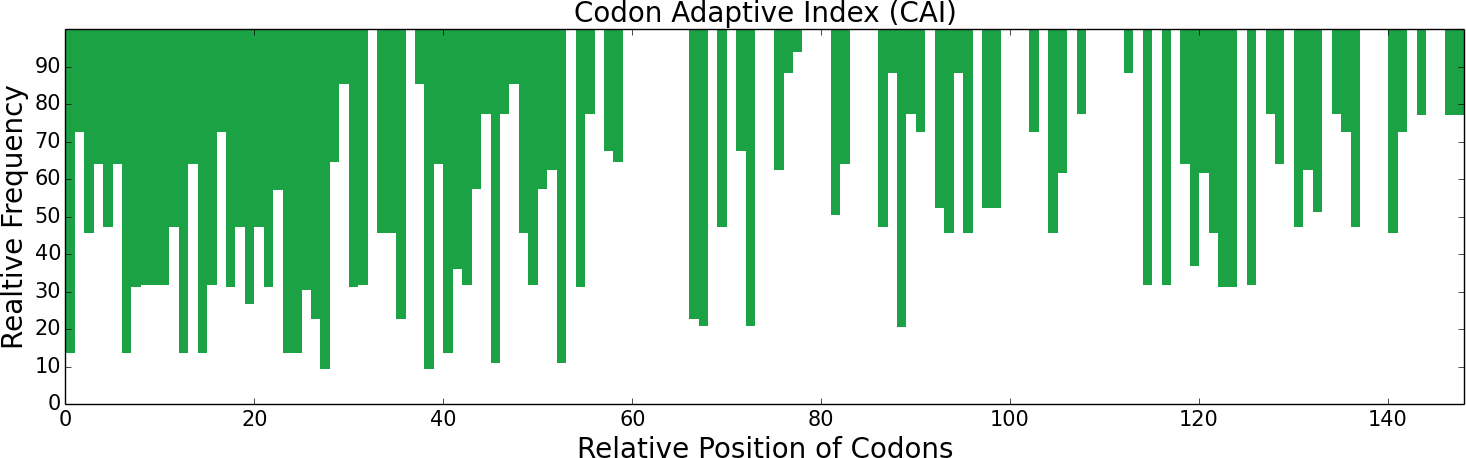 Codon Adaptive Index (CAI)
Realtive Frequency
90
80
70
60
50
40
30
20
10
0
0 20 40 60 80 100 120 140
Relative Position of Codons